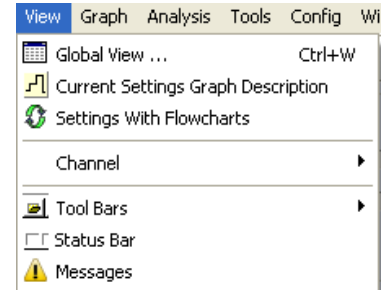 View Graph Analysis Tools Config Wi
Global View ... Ctrl+W
Current Settings Graph Description
Settings With Flowcharts
Channel
Tool Bars
Status Bar
Messages